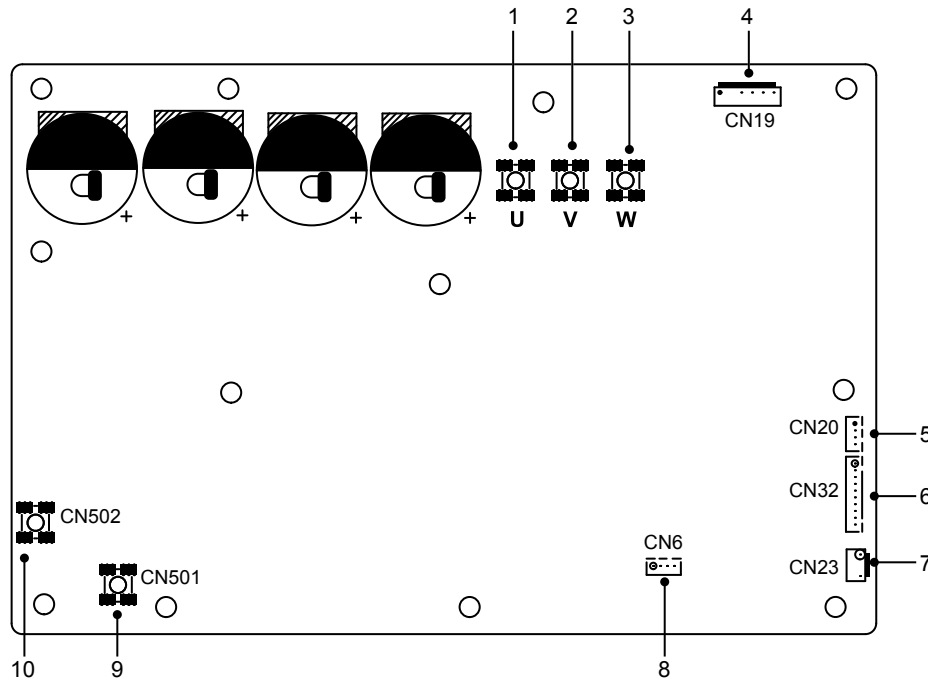 1 2 3 4
CN19
+ + + +
U V W
CN20 5
CN32 6
CN502
CN6
CN501
CN23 7
10 9 8